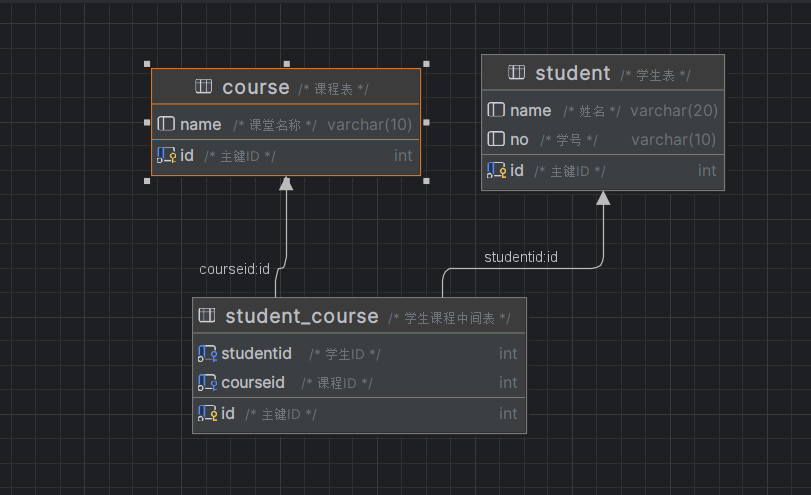 course /* 课程表 */
name /* 课堂名称 */ varchar(10)
id /* 主键ID */ int
student /* 学生表 */
name /* 姓名 */ varchar(20)
no /* 学号 */ varchar(10)
id /* 主键ID */ int
courseid:id
studentid:id
student_course /* 学生课程中间表 */
studentid /* 学生ID */ int
courseid /* 课程ID */ int
id /* 主键ID */ int